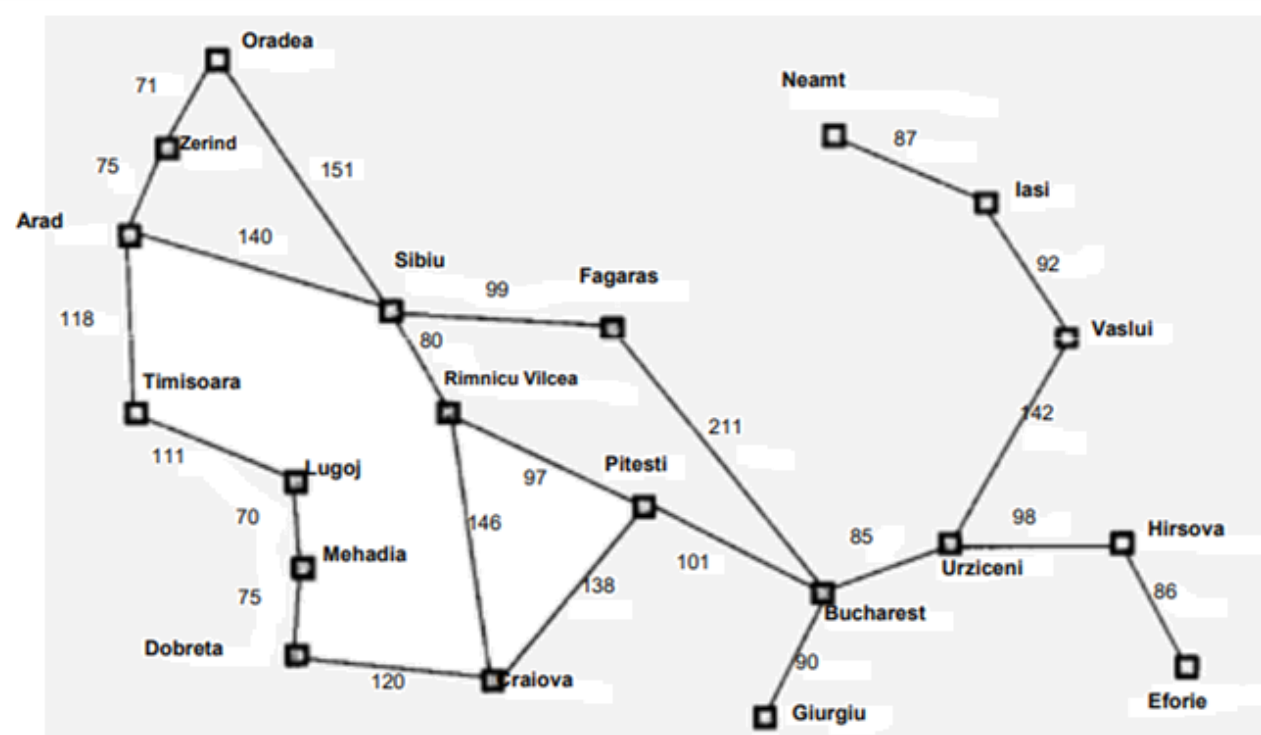 Oradea
Neamt
71
87
Zerind
75
151
Iasi
Arad
140
Sibiu
92
Fagaras
99
118
Vaslui
80
Timisoara
Rimnicu Vilcea
142
211
111
Lugoj
Pitesti
97
70
146
98
Hirsova
85
Mehadia
101
Urziceni
138
86
75
Bucharest
Dobreta
90
120
Craiova
Eforie
Giurgiu